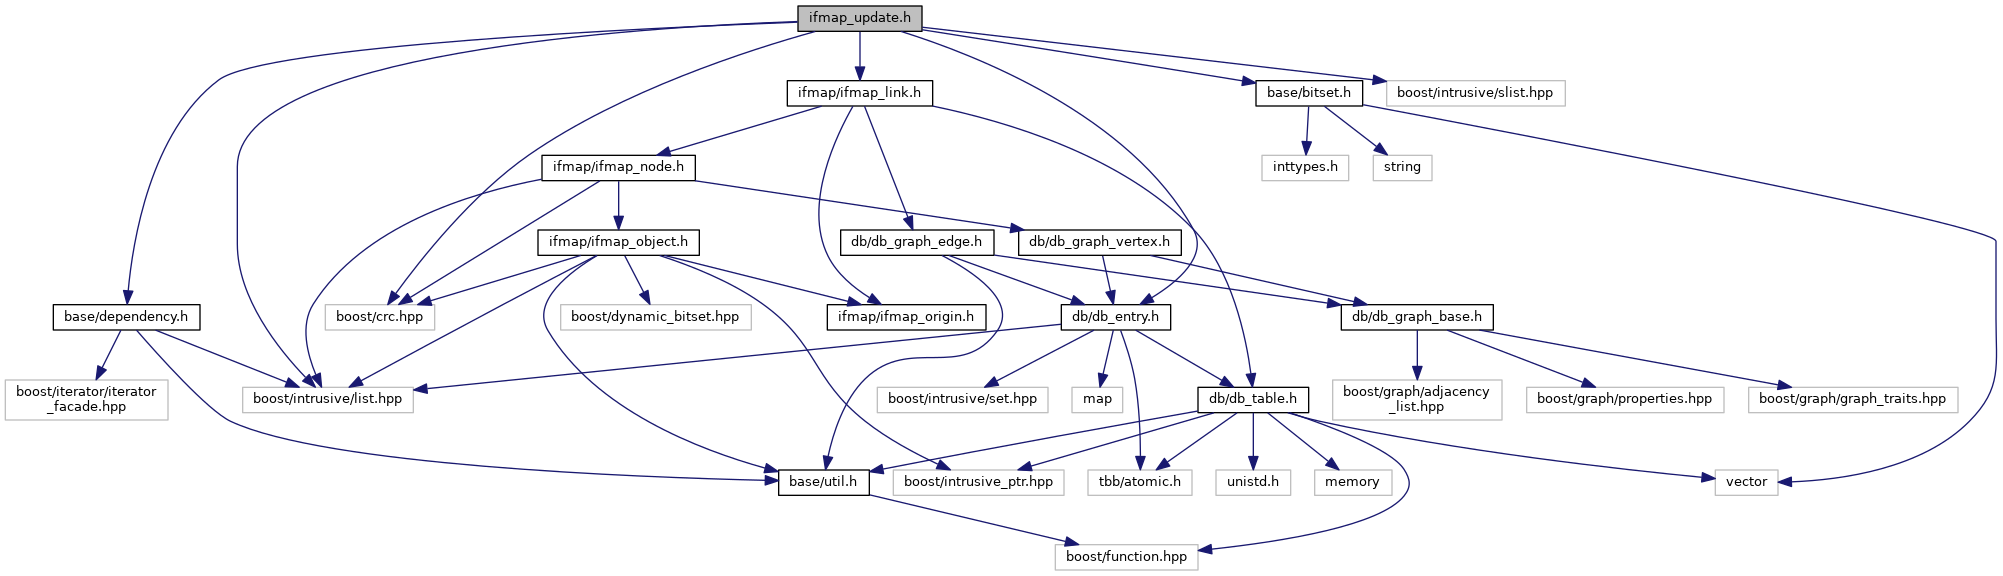 ifmap_update.h
ifmap/ifmap_link.h
base/bitset.h
boost/intrusive/slist.hpp
ifmap/ifmap_node.h
inttypes.h
string
ifmap/ifmap_object.h
db/db_graph_edge.h
db/db_graph_vertex.h
base/dependency.h
boost/crc.hpp
boost/dynamic_bitset.hpp
ifmap/ifmap_origin.h
db/db_entry.h
db/db_graph_base.h
boost/iterator/iterator
_facade.hpp
boost/intrusive/list.hpp
boost/intrusive/set.hpp
map
db/db_table.h
boost/graph/adjacency
_list.hpp
boost/graph/properties.hpp
boost/graph/graph_traits.hpp
base/util.h
boost/intrusive_ptr.hpp
tbb/atomic.h
unistd.h
memory
vector
boost/function.hpp